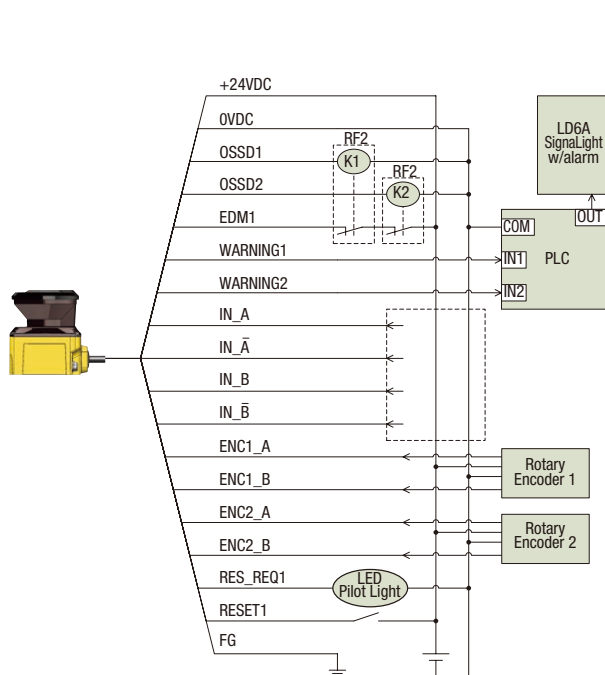 +24VDC
0VDC
OSSD1
RF2
K1
OSSD2
RF2
K2
EDM1
WARNING1
WARNING2
IN_A
IN_A̅
IN_B
IN_B̅
ENC1_A
ENC1_B
ENC2_A
ENC2_B
RES_REQ1
LED
Pilot Light
RESET1
FG
LD6A
SignaLight
w/alarm
OUT
COM
IN1
PLC
IN2
Rotary
Encoder 1
Rotary
Encoder 2